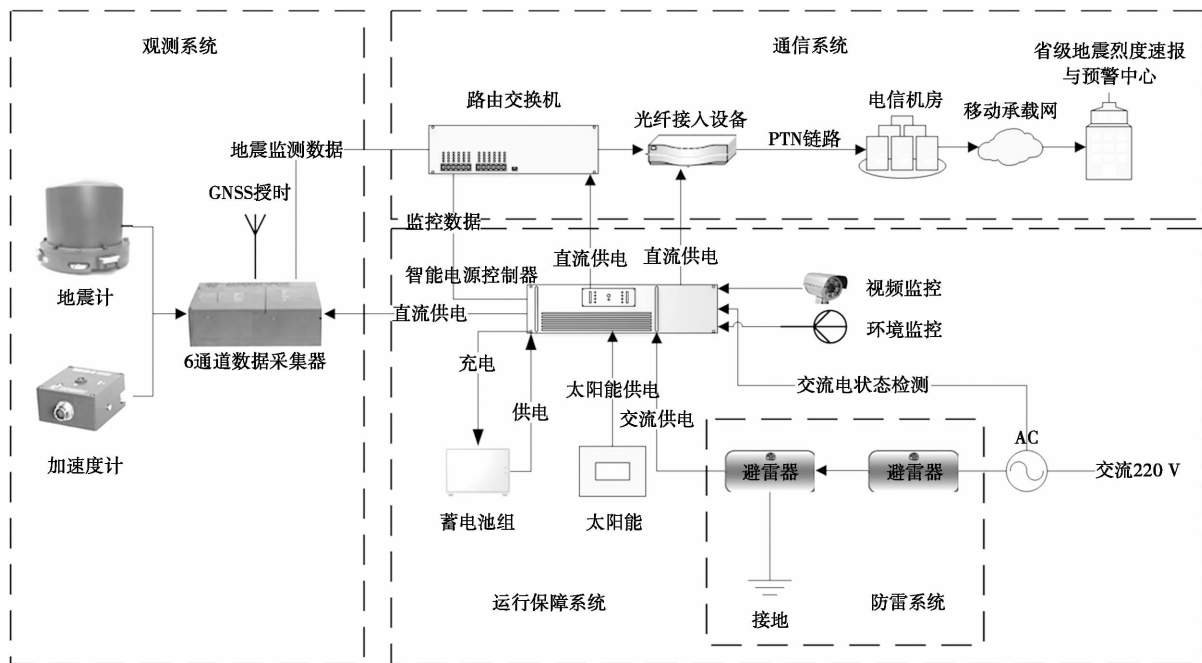 观测系统
通信系统
省级地震烈度速报
与预警中心
路由交换机
光纤接入设备
电信机房
移动承载网
地震监测数据
PTN链路
GNSS授时
监控数据
直流供电
直流供电
智能电源控制器
地震计
直流供电
视频监控
环境监控
6通道数据采集器
充电
太阳能供电
交流电状态检测
供电
交流供电
AC
加速度计
避雷器
避雷器
交流220 V
蓄电池组
太阳能
运行保障系统
接地
防雷系统